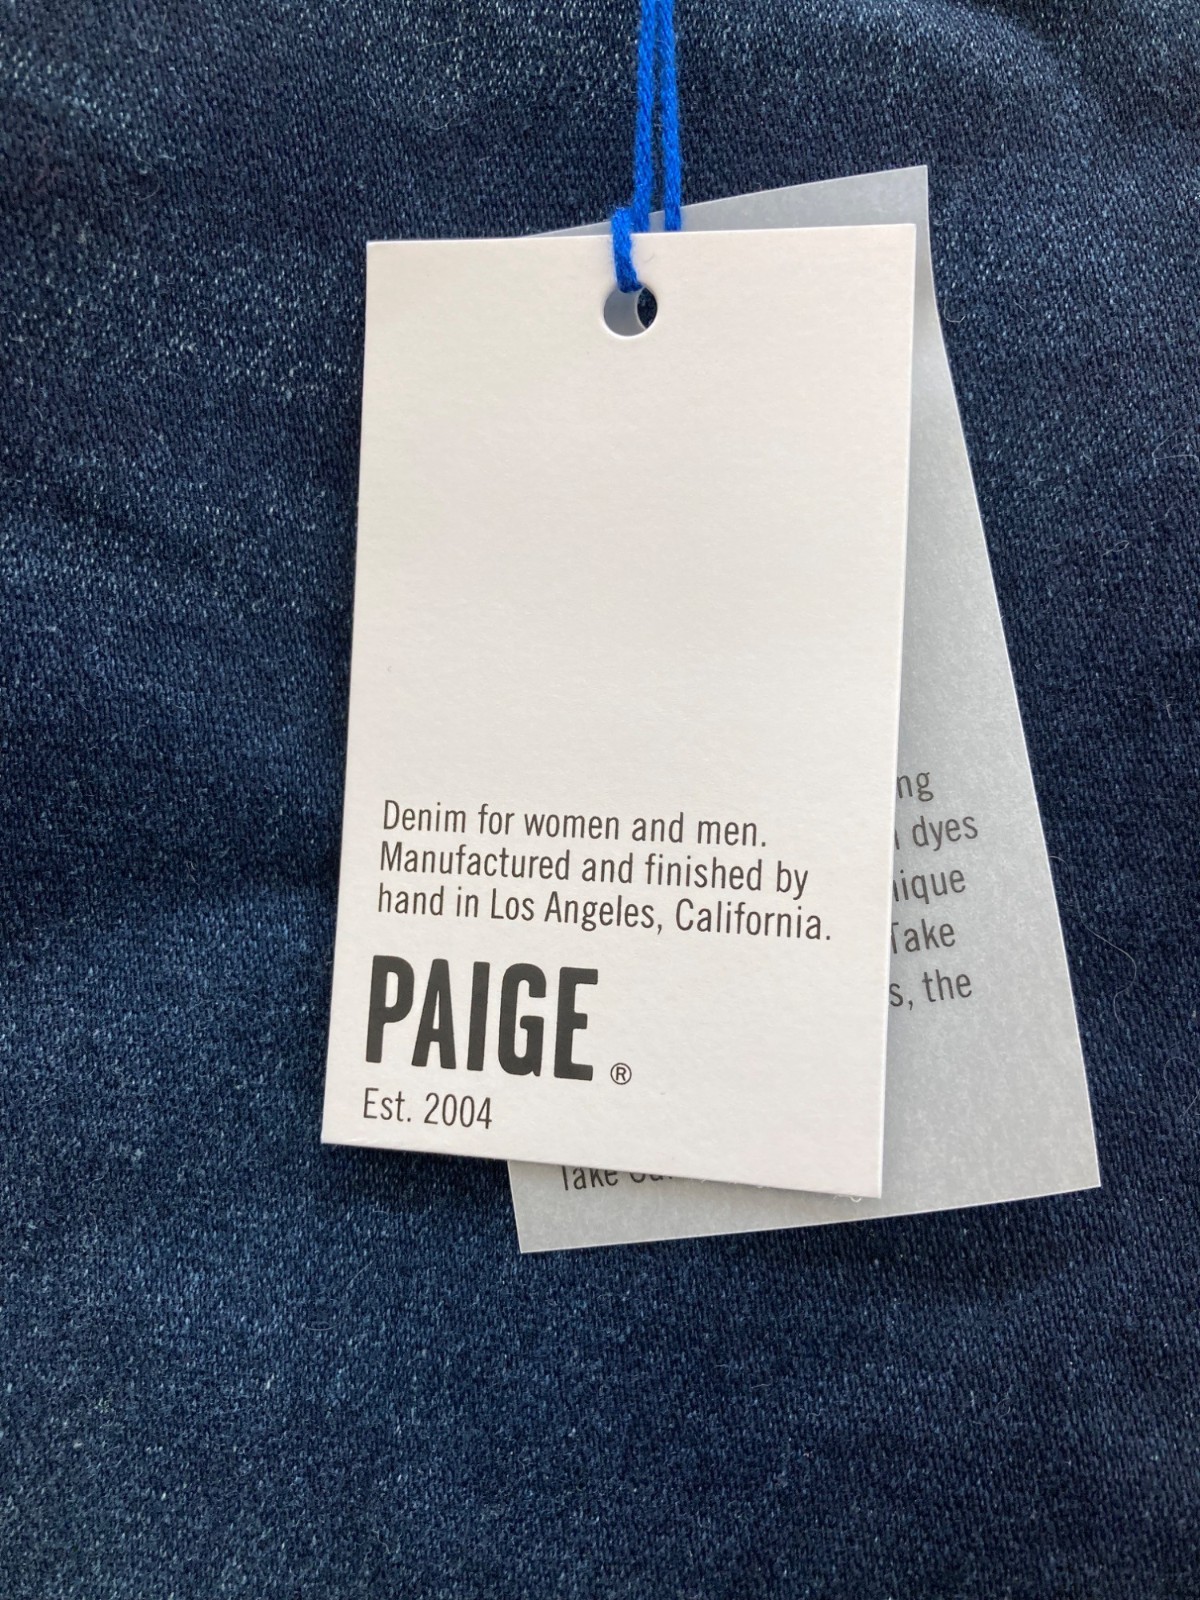 Denim for women and men.
Manufactured and finished by
hand in Los Angeles, California.
PAIGE ®
Est. 2004
dyes
Take
the
Take